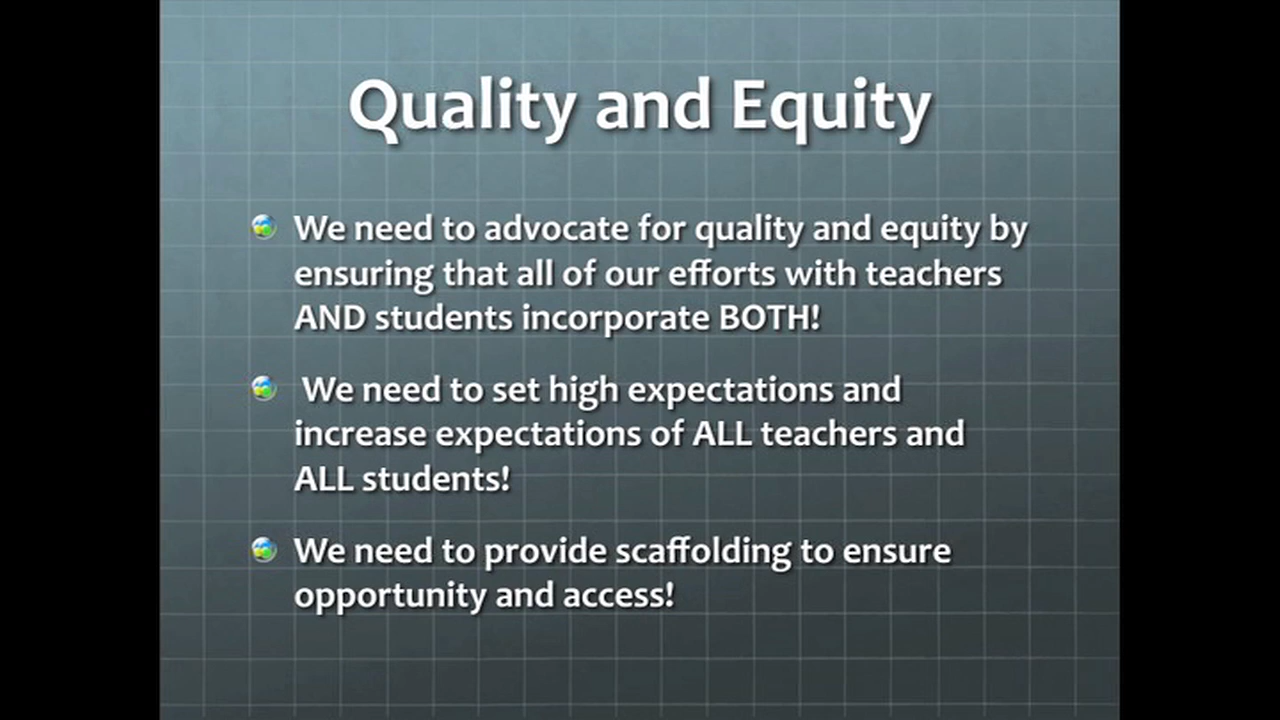 Quality and Equity
We need to advocate for quality and equity by
ensuring that all of our efforts with teachers
AND students incorporate BOTH!
We need to set high expectations and
increase expectations of ALL teachers and
ALL students!
We need to provide scaffolding to ensure
opportunity and access!